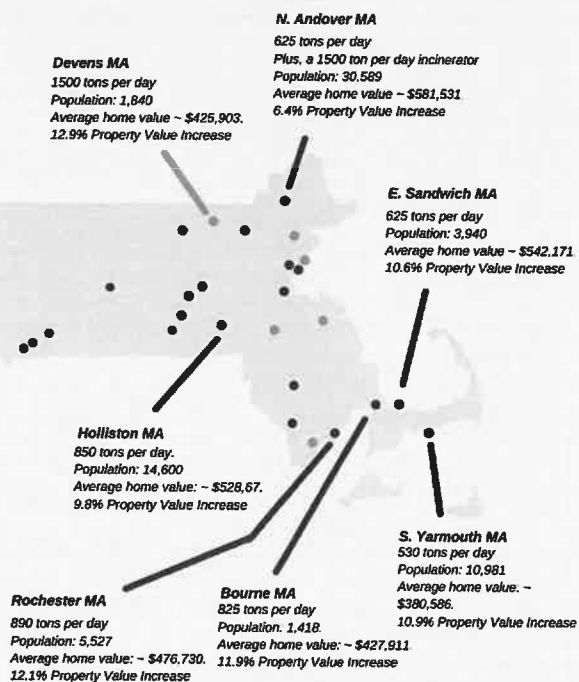 N. Andover MA
625 tons per day
Plus, a 1500 ton per day incinerator
Population: 30,589
Average home value ~ $581,531.
6.4% Property Value Increase
Devens MA
1500 tons per day
Population: 1,840
Average home value ~ $425,903.
12.9% Property Value Increase
E. Sandwich MA
625 tons per day
Population: 3,940
Average home value ~ $542,171.
10.6% Property Value Increase
Holliston MA
850 tons per day.
Population: 14,600
Average home value: ~ $528,67.
9.8% Property Value Increase
S. Yarmouth MA
530 tons per day
Population: 10,981
Average home value: ~
$380,586.
10.9% Property Value Increase
Rochester MA
890 tons per day
Population: 5,527
Average home value: ~ $476,730.
12.1% Property Value Increase
Bourne MA
825 tons per day
Population: 1,418.
Average home value: ~ $427,911
11.9% Property Value Increase